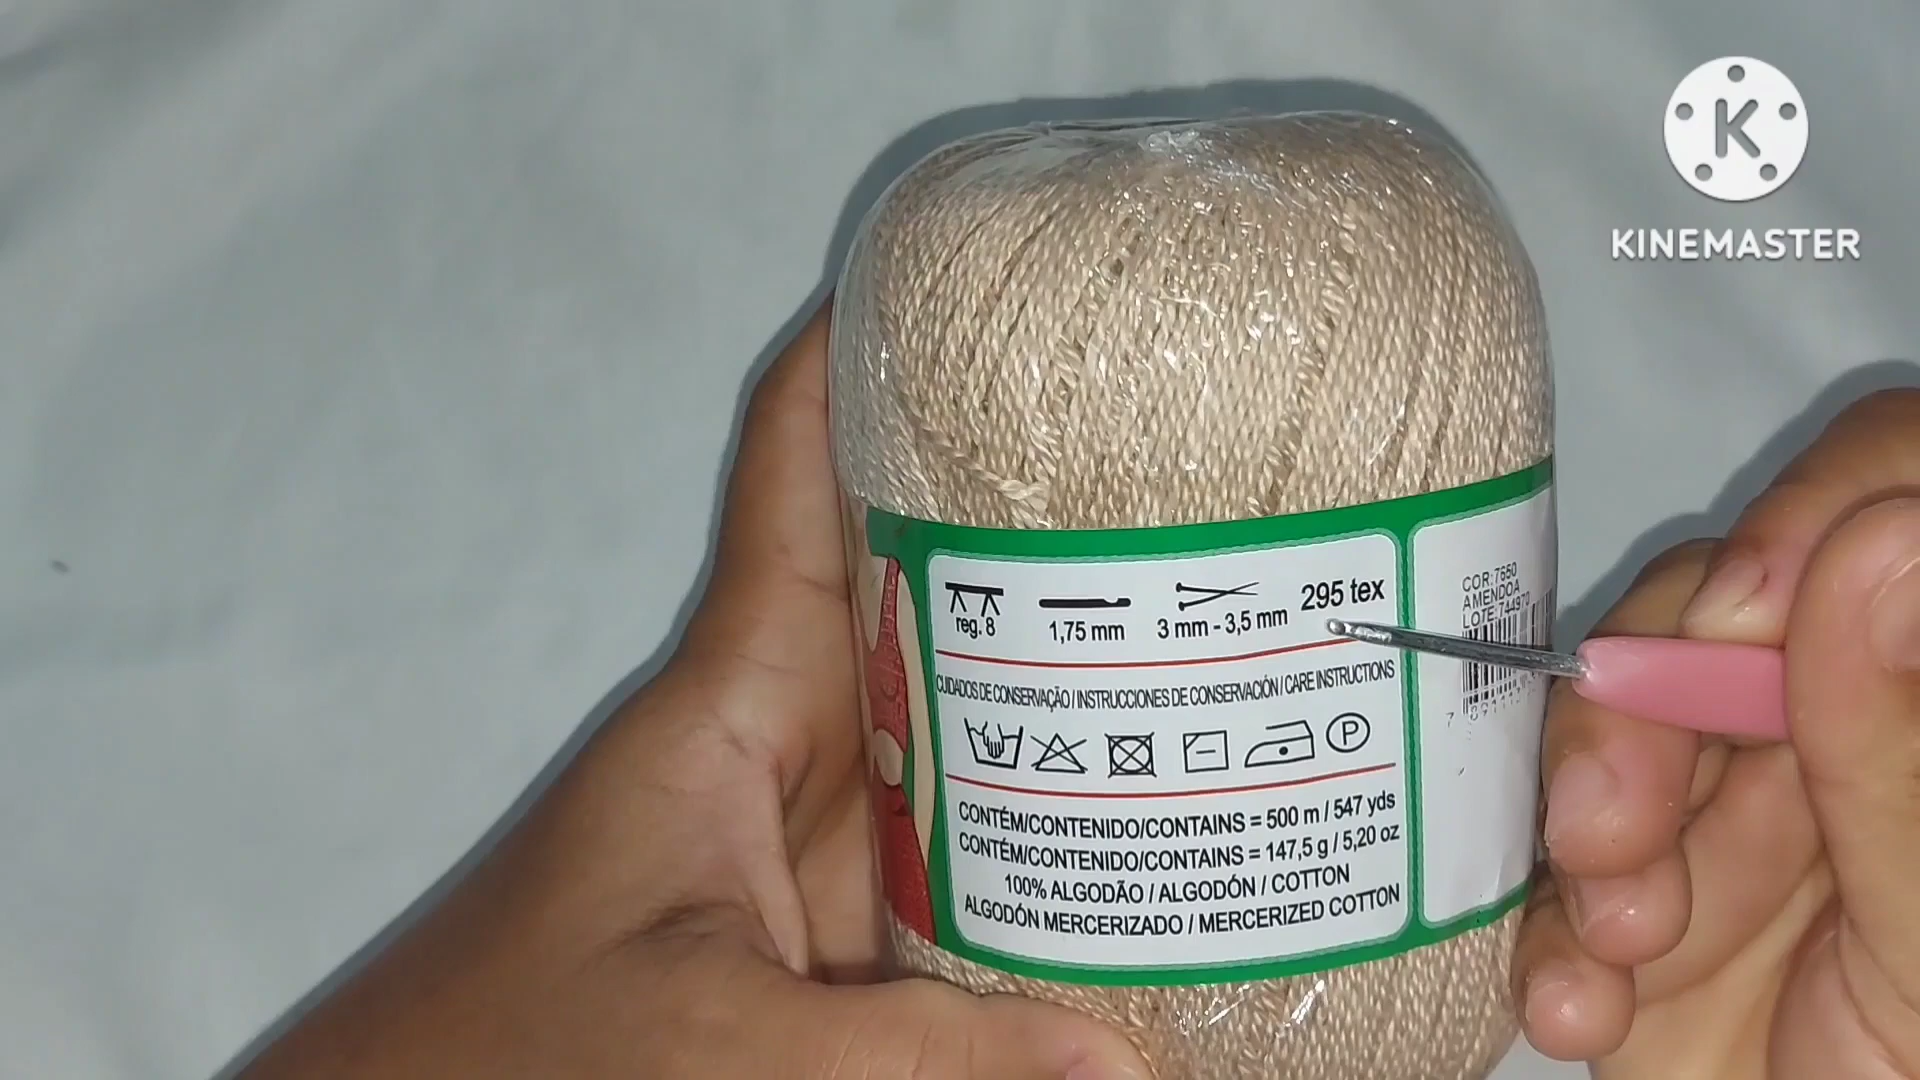 K
KINEMASTER
reg. 8
1,75 mm
3 mm - 3,5 mm
295 tex
CUIDADOS DE CONSERVAÇÃO / INSTRUCCIONES DE CONSERVACIÓN / CARE INSTRUCTIONS
P
CONTÉM/CONTENIDO/CONTAINS = 500 m / 547 yds
CONTÉM/CONTENIDO/CONTAINS = 147,5 g / 5,20 oz
100% ALGODÃO / ALGODÓN / COTTON
ALGODÓN MERCERIZADO / MERCERIZED COTTON
COR:7650
AMENDOA
LOTE: